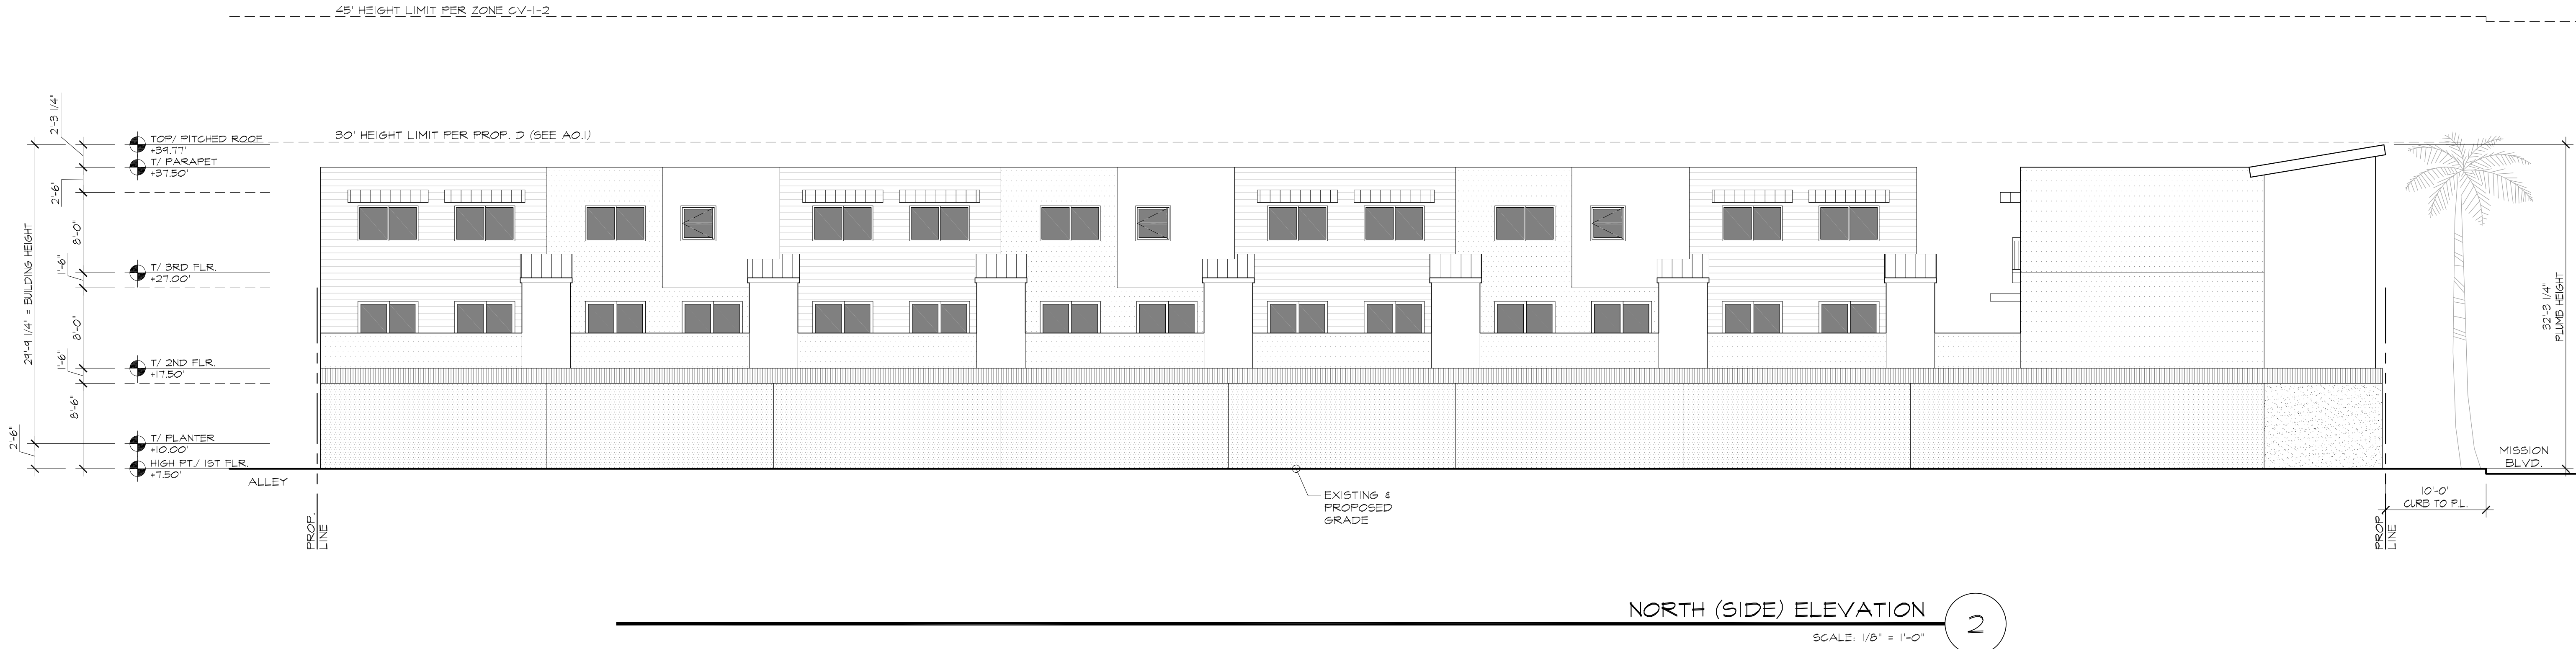 45' HEIGHT LIMIT PER ZONE CV-1-2
30' HEIGHT LIMIT PER PROP. D (SEE A0.1)
2'-3 1/4"
TOP/ PITCHED ROOF
+39.77'
T/ PARAPET
+37.50'
2'-6"
8'-0"
29'-9 1/4" = BUILDING HEIGHT
1'-6"
T/ 3RD FLR.
+27.00'
8'-0"
1'-6"
T/ 2ND FLR.
+17.50'
8'-6"
2'-6"
T/ PLANTER
+10.00'
HIGH PT./ 1ST FLR.
+7.50'
ALLEY
PROP.
LINE
EXISTING &
PROPOSED
GRADE
32'-3 1/4"
PLUMB HEIGHT
MISSION
BLVD.
10'-0"
CURB TO P.L.
PROP.
LINE
NORTH (SIDE) ELEVATION
2
SCALE: 1/8" = 1'-0"